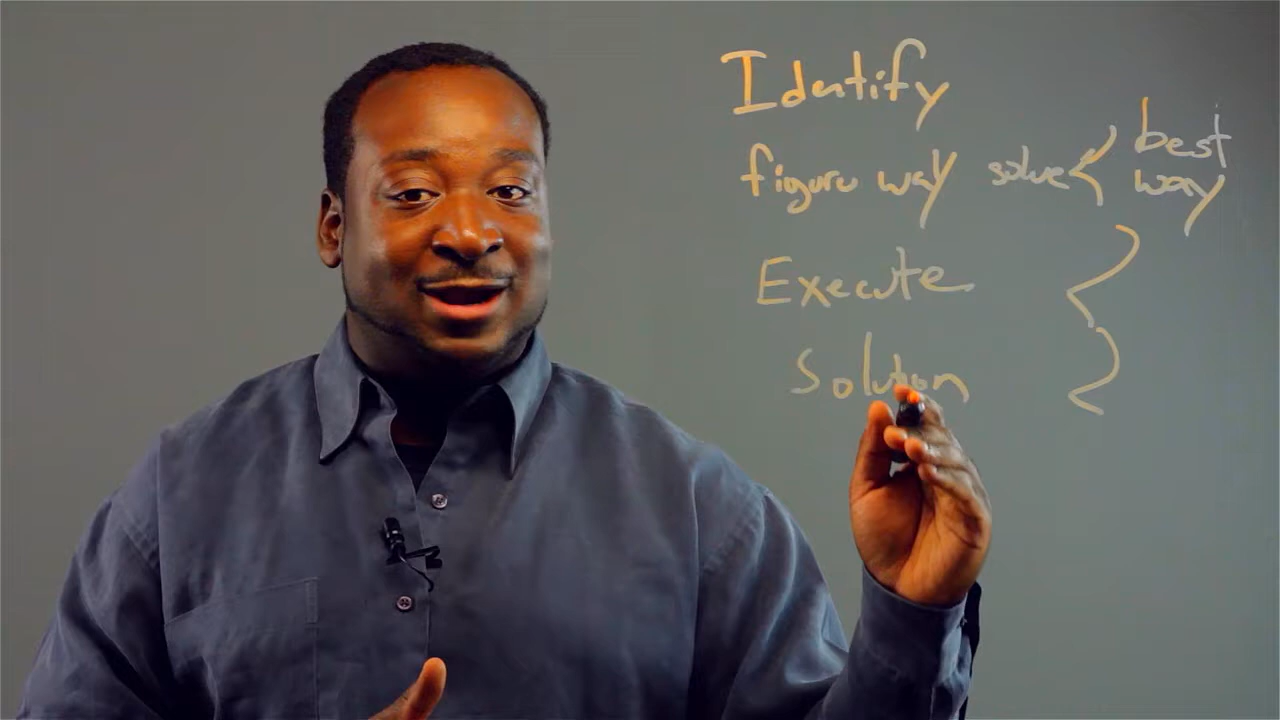 Identify
figure way solve best
way
Execute
Solution